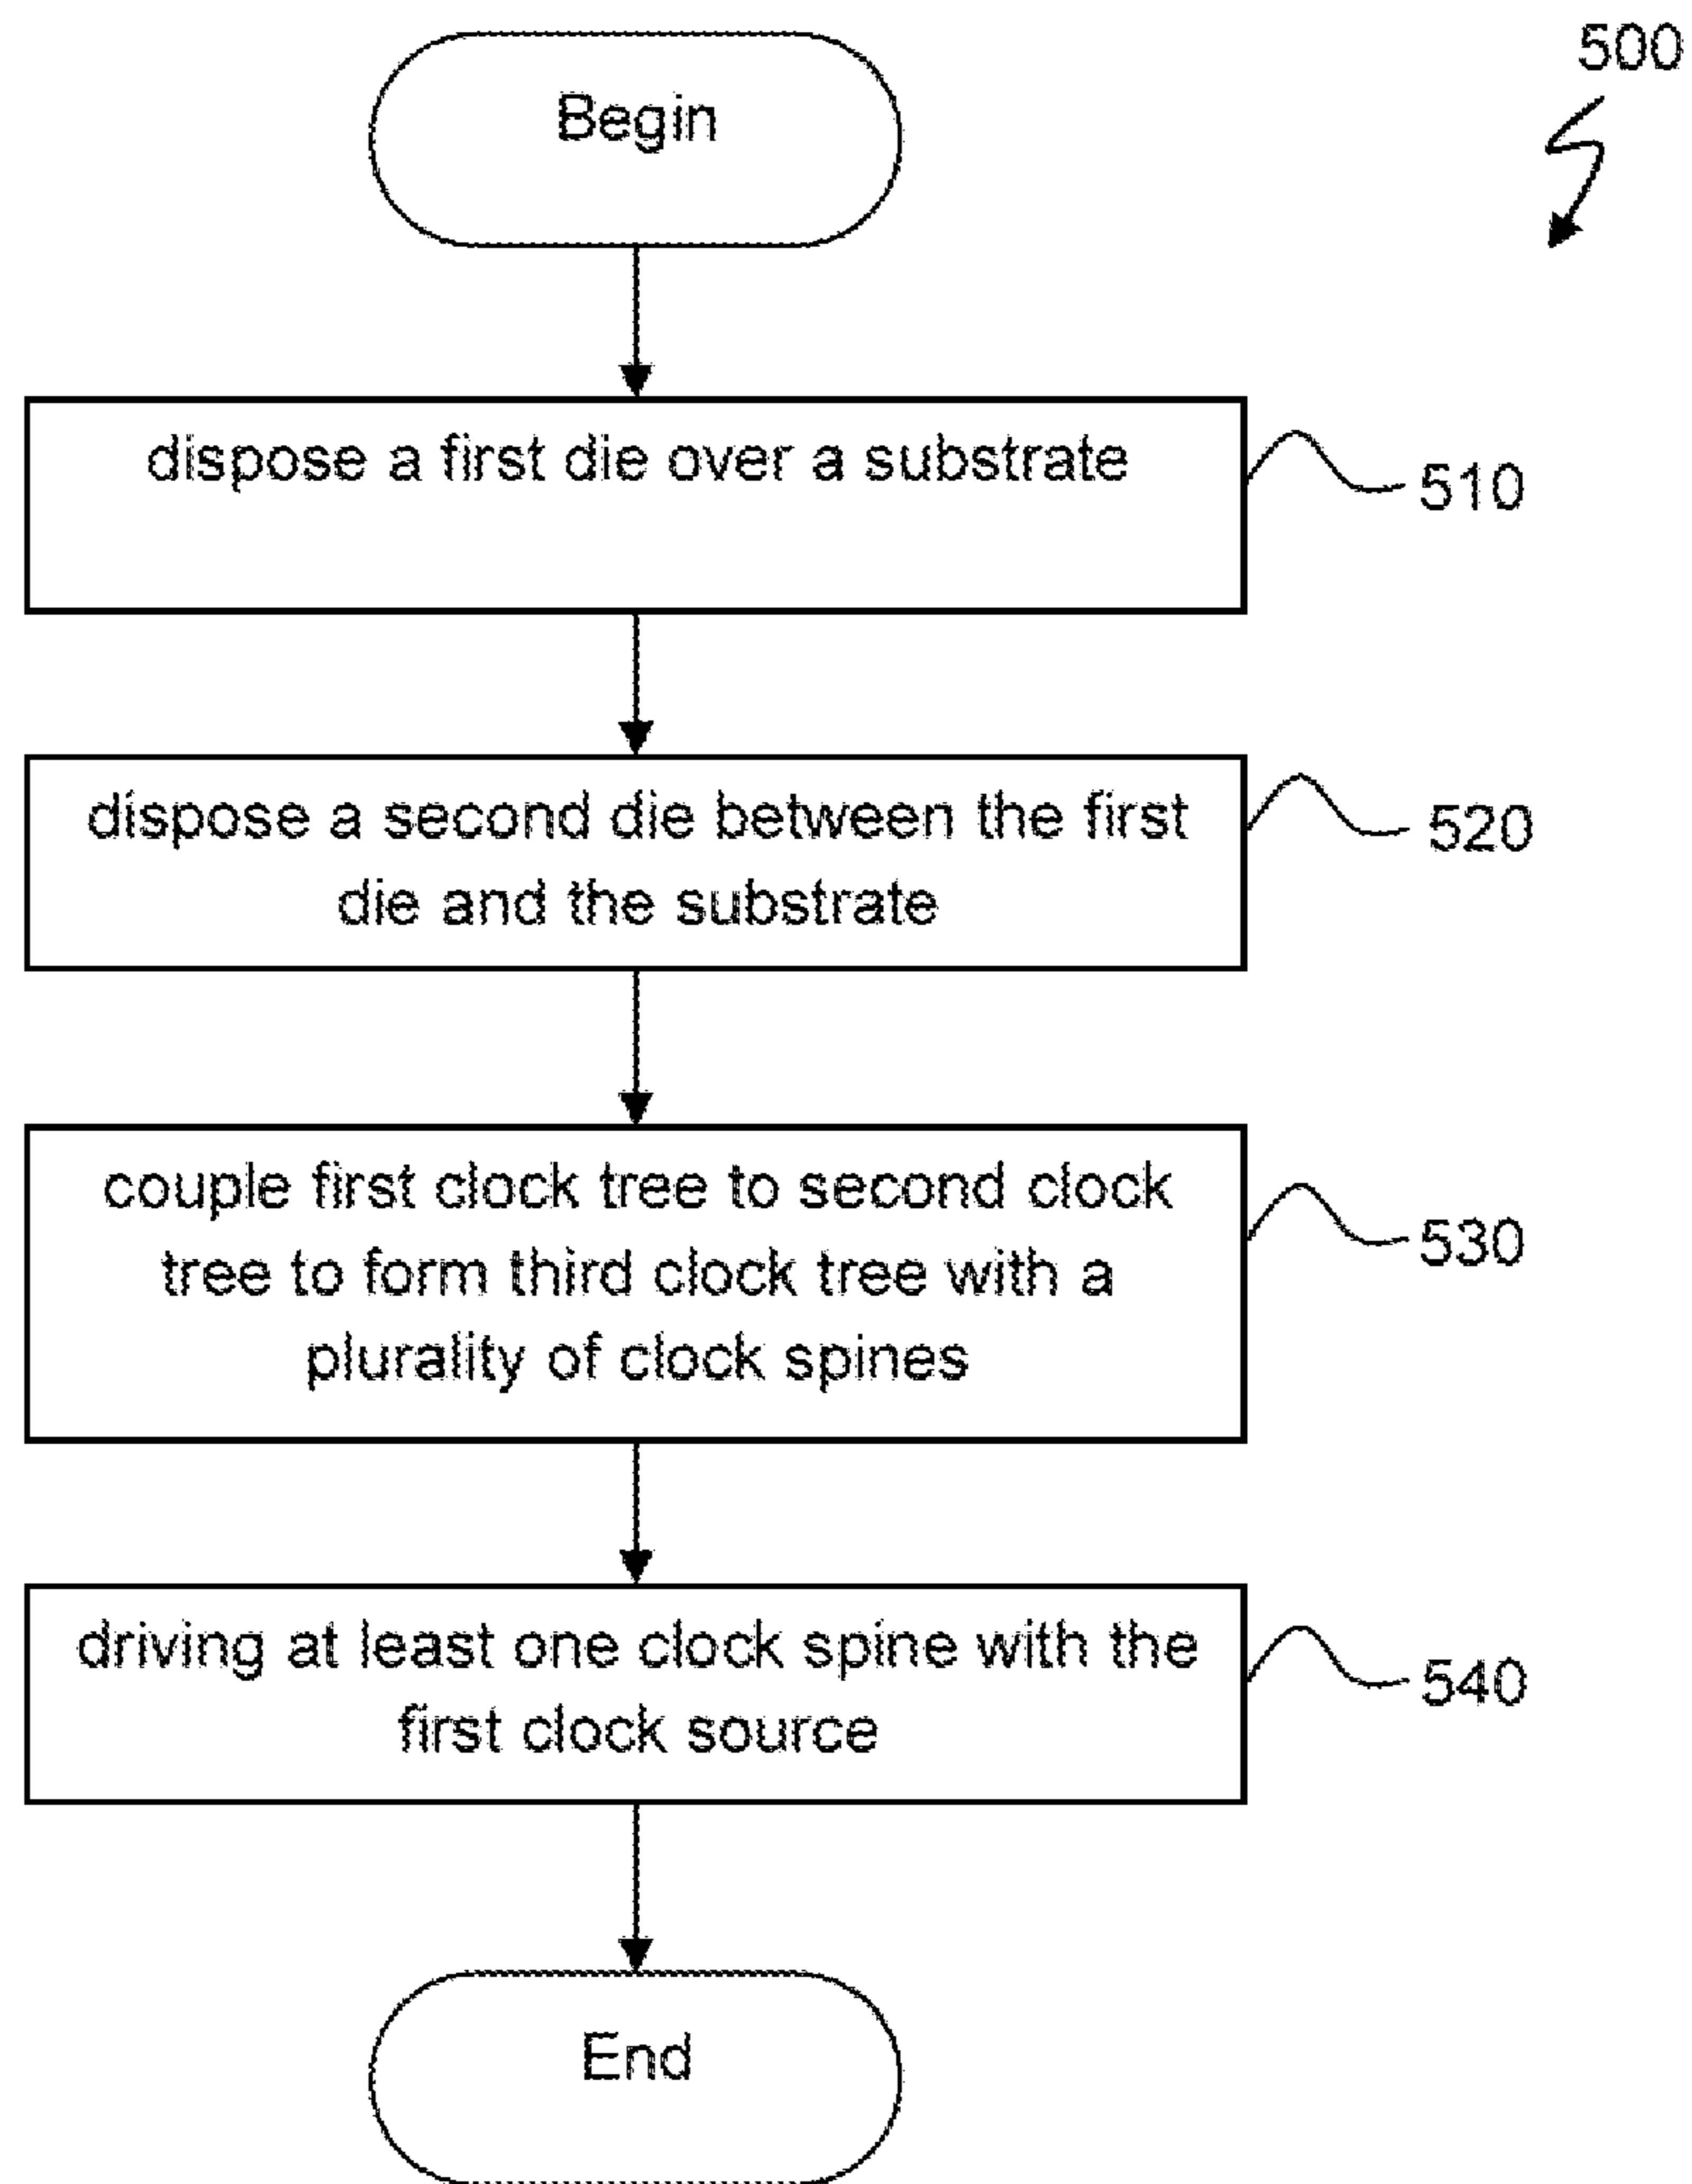 500
Begin
dispose a first die over a substrate
510
dispose a second die between the first
die and the substrate
520
couple first clock tree to second clock
tree to form third clock tree with a
plurality of clock spines
530
driving at least one clock spine with the
first clock source
540
End